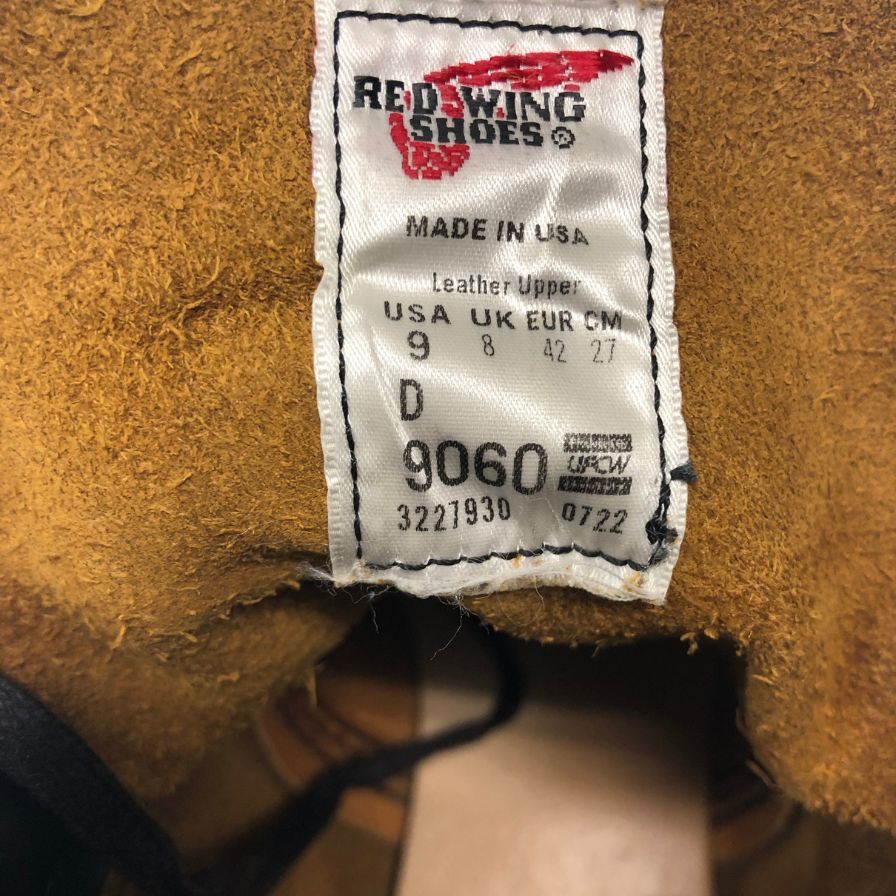 RED WING
SHOES®
MADE IN USA
Leather Upper
USA UK EUR CM
9 8 42 27
D
9060 UFCW
3227930 0722